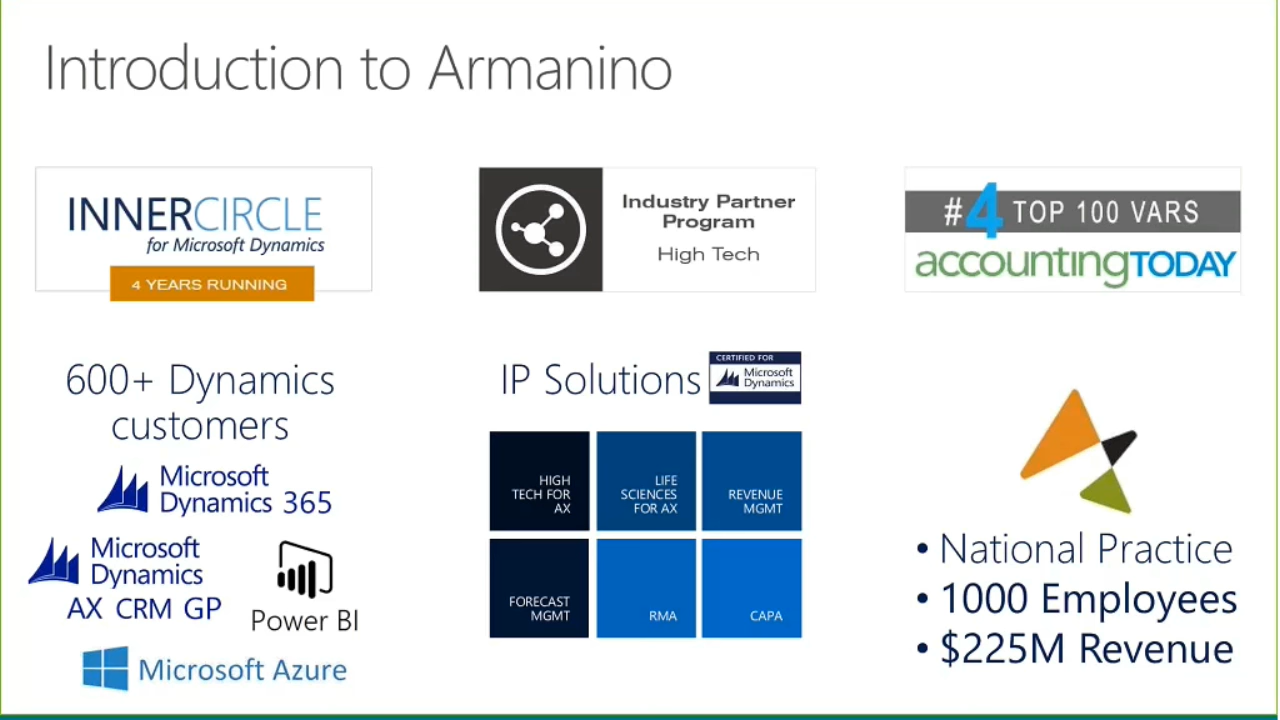 Introduction to Armanino
INNERCIRCLE
for Microsoft Dynamics
4 YEARS RUNNING
Industry Partner
Program
High Tech
#4 TOP 100 VARS
accountingTODAY
600+ Dynamics
customers
Microsoft
Dynamics 365
Microsoft
Dynamics
AX CRM GP
Power BI
Microsoft Azure
IP Solutions
CERTIFIED FOR
Microsoft
Dynamics
HIGH
TECH FOR
AX
LIFE
SCIENCES
FOR AX
REVENUE
MGMT
FORECAST
MGMT
RMA
CAPA
• National Practice
• 1000 Employees
• $225M Revenue